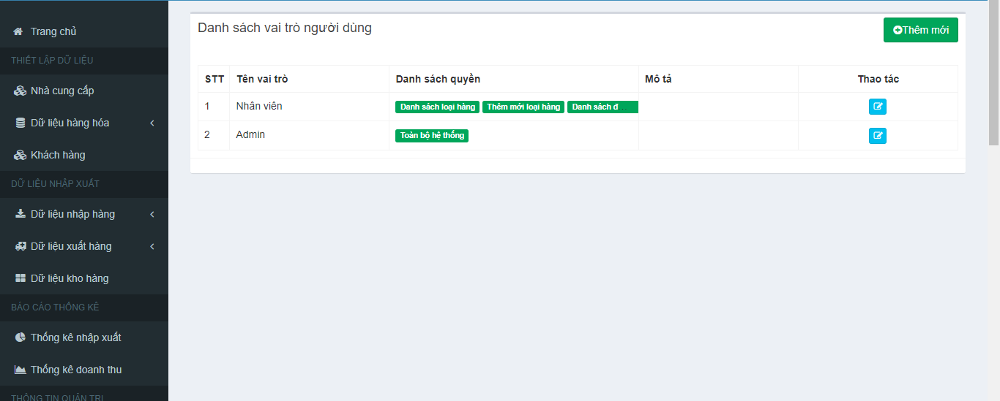 Trang chủ
THIẾT LẬP DỮ LIỆU
Nhà cung cấp
Dữ liệu hàng hóa
Khách hàng
DỮ LIỆU NHẬP XUẤT
Dữ liệu nhập hàng
Dữ liệu xuất hàng
Dữ liệu kho hàng
BÁO CÁO THỐNG KÊ
Thống kê nhập xuất
Thống kê doanh thu
THÔNG TIN QUẢN TRỊ
Danh sách vai trò người dùng
Thêm mới
STT Tên vai trò Danh sách quyền Mô tả Thao tác
1 Nhân viên Danh sách loại hàng Thêm mới loại hàng Danh sách đ...
2 Admin Toàn bộ hệ thống